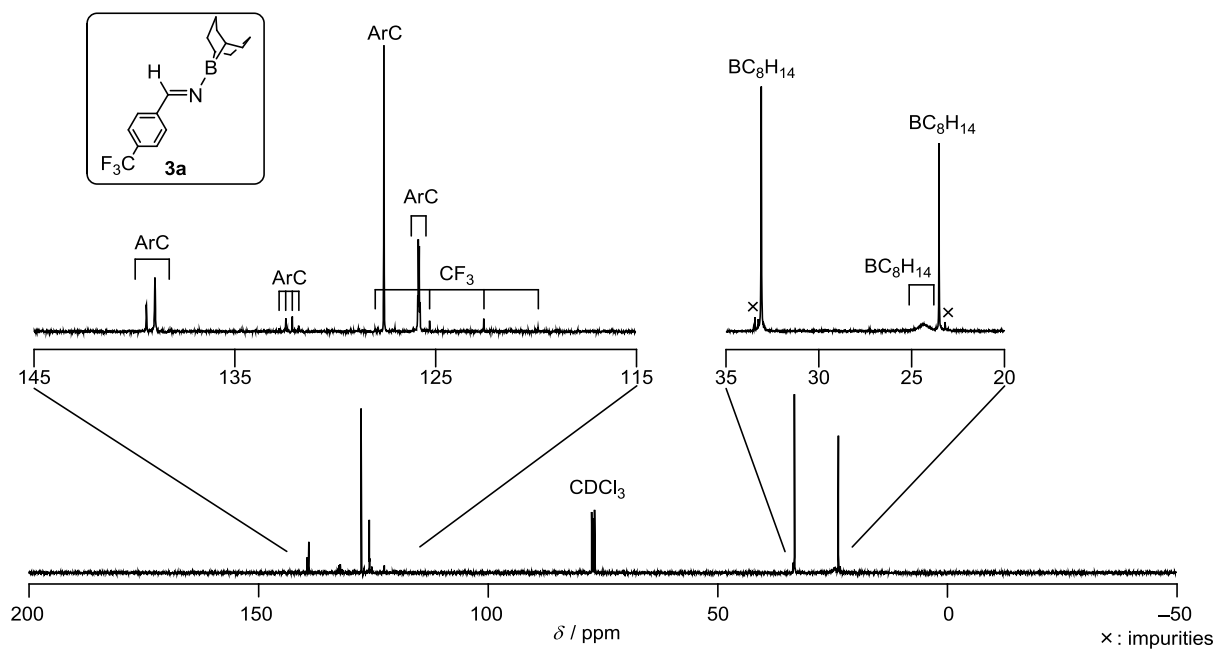 H
B
N
F₃C
3a
ArC
ArC
ArC
CF₃
ArC
ArC
BC₈H₁₄
BC₈H₁₄
BC₈H₁₄
×
×
145 135 125 115
35 30 25 20
CDCl₃
200 150 100 50 0 –50
δ / ppm
× : impurities